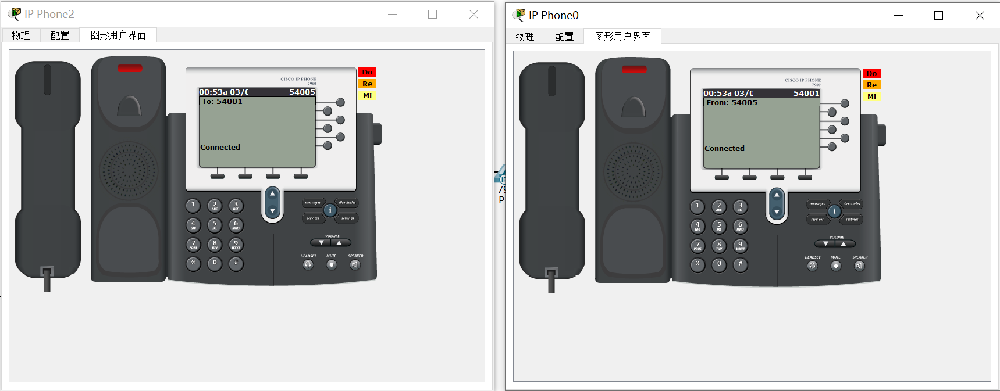 IP Phone2
物理 配置 图形用户界面
CISCO IP PHONE
7960
00:53a 03/0 54005
To: 54001
Connected
Do
Re
Mi
1 2 ABC 3 DEF
4 GHI 5 JKL 6 MNO
7 PQRS 8 TUV 9 WXYZ
* 0 #
messages directories
i
services settings
VOLUME
HEADSET MUTE SPEAKER
IP Phone0
物理 配置 图形用户界面
CISCO IP PHONE
7960
00:53a 03/0 54001
From: 54005
Connected
Do
Re
Mi
1 2 ABC 3 DEF
4 GHI 5 JKL 6 MNO
7 PQRS 8 TUV 9 WXYZ
* 0 #
messages directories
i
services settings
VOLUME
HEADSET MUTE SPEAKER